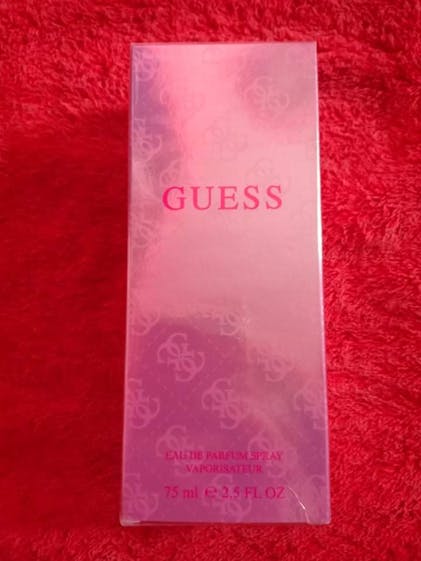 GUESS
EAU DE PARFUM SPRAY
VAPORISATEUR
75 ml ℮ 2.5 FL OZ